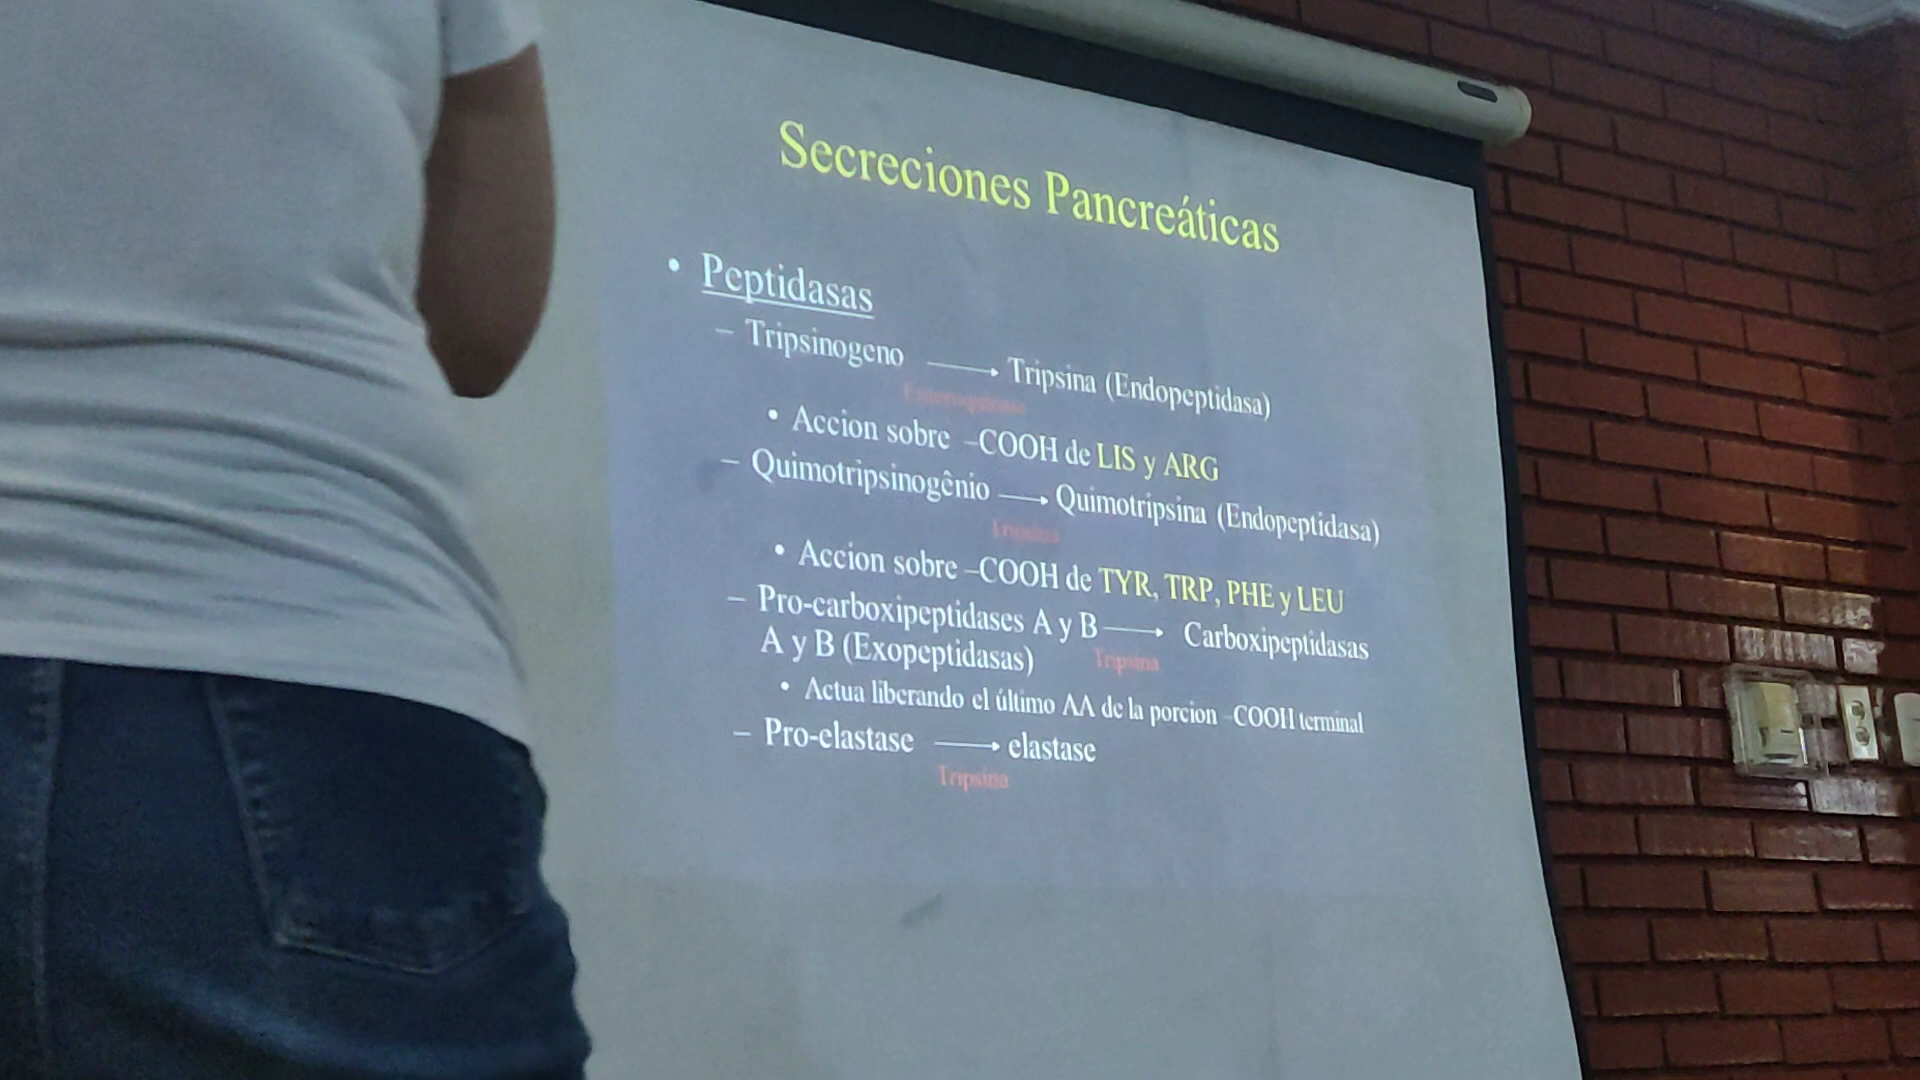 Secreciones Pancreáticas
• Peptidasas
– Tripsinogeno → Tripsina (Endopeptidasa)
• Accion sobre –COOH de LIS y ARG
– Quimotripsinogênio → Quimotripsina (Endopeptidasa)
Tripsina
• Accion sobre –COOH de TYR, TRP, PHE y LEU
– Pro-carboxipeptidases A y B → Carboxipeptidasas
A y B (Exopeptidasas)
Tripsina
• Actua liberando el último AA de la porcion –COOH terminal
– Pro-elastase → elastase
Tripsina